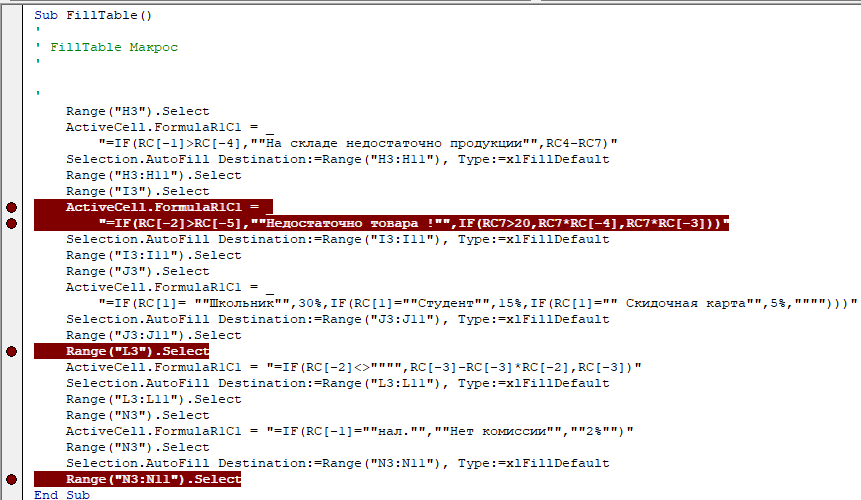 Sub FillTable()
'
' FillTable Макрос
'

'
    Range("H3").Select
    ActiveCell.FormulaR1C1 = _
        "=IF(RC[-1]>RC[-4],""На складе недостаточно продукции"",RC4-RC7)"
    Selection.AutoFill Destination:=Range("H3:H11"), Type:=xlFillDefault
    Range("H3:H11").Select
    Range("I3").Select
    ActiveCell.FormulaR1C1 = _
        "=IF(RC[-2]>RC[-5],""Недостаточно товара !"",IF(RC7>20,RC7*RC[-4],RC7*RC[-3]))"
    Selection.AutoFill Destination:=Range("I3:I11"), Type:=xlFillDefault
    Range("I3:I11").Select
    Range("J3").Select
    ActiveCell.FormulaR1C1 = _
        "=IF(RC[1]= ""Школьник"",30%,IF(RC[1]=""Студент"",15%,IF(RC[1]="" Скидочная карта"",5%,"""")))"
    Selection.AutoFill Destination:=Range("J3:J11"), Type:=xlFillDefault
    Range("J3:J11").Select
    Range("L3").Select
    ActiveCell.FormulaR1C1 = "=IF(RC[-2]<>"""",RC[-3]-RC[-3]*RC[-2],RC[-3])"
    Selection.AutoFill Destination:=Range("L3:L11"), Type:=xlFillDefault
    Range("L3:L11").Select
    Range("N3").Select
    ActiveCell.FormulaR1C1 = "=IF(RC[-1]=""нал."",""Нет комиссии"",""2%"")"
    Range("N3").Select
    Selection.AutoFill Destination:=Range("N3:N11"), Type:=xlFillDefault
    Range("N3:N11").Select
End Sub